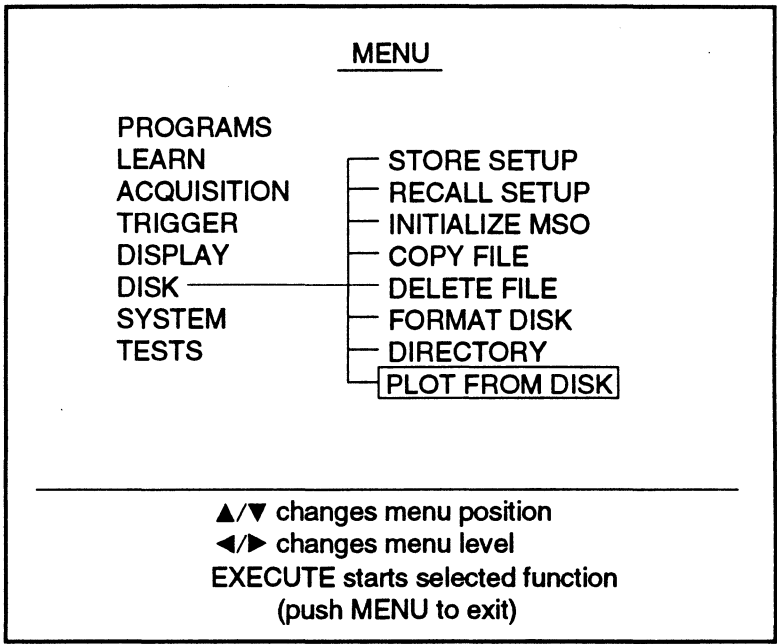 MENU
PROGRAMS
LEARN
ACQUISITION
TRIGGER
DISPLAY
DISK
SYSTEM
TESTS
STORE SETUP
RECALL SETUP
INITIALIZE MSO
COPY FILE
DELETE FILE
FORMAT DISK
DIRECTORY
PLOT FROM DISK
▲/▼ changes menu position
◄/► changes menu level
EXECUTE starts selected function
(push MENU to exit)